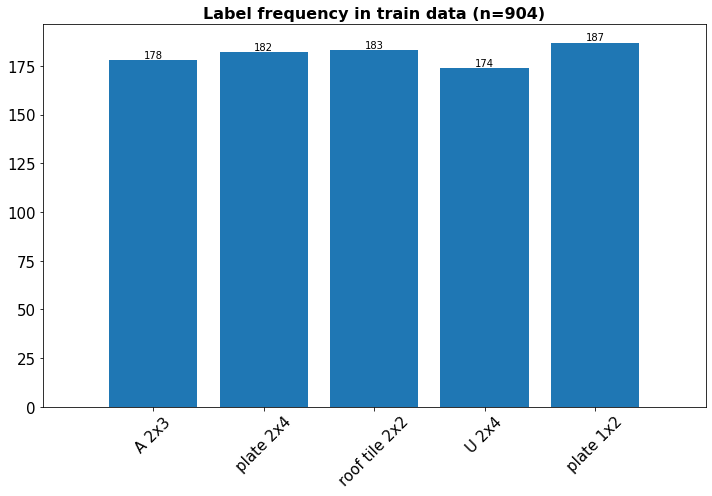 Label frequency in train data (n=904)
178
182
183
174
187
175
150
125
100
75
50
25
0
A 2x3
plate 2x4
roof tile 2x2
U 2x4
plate 1x2